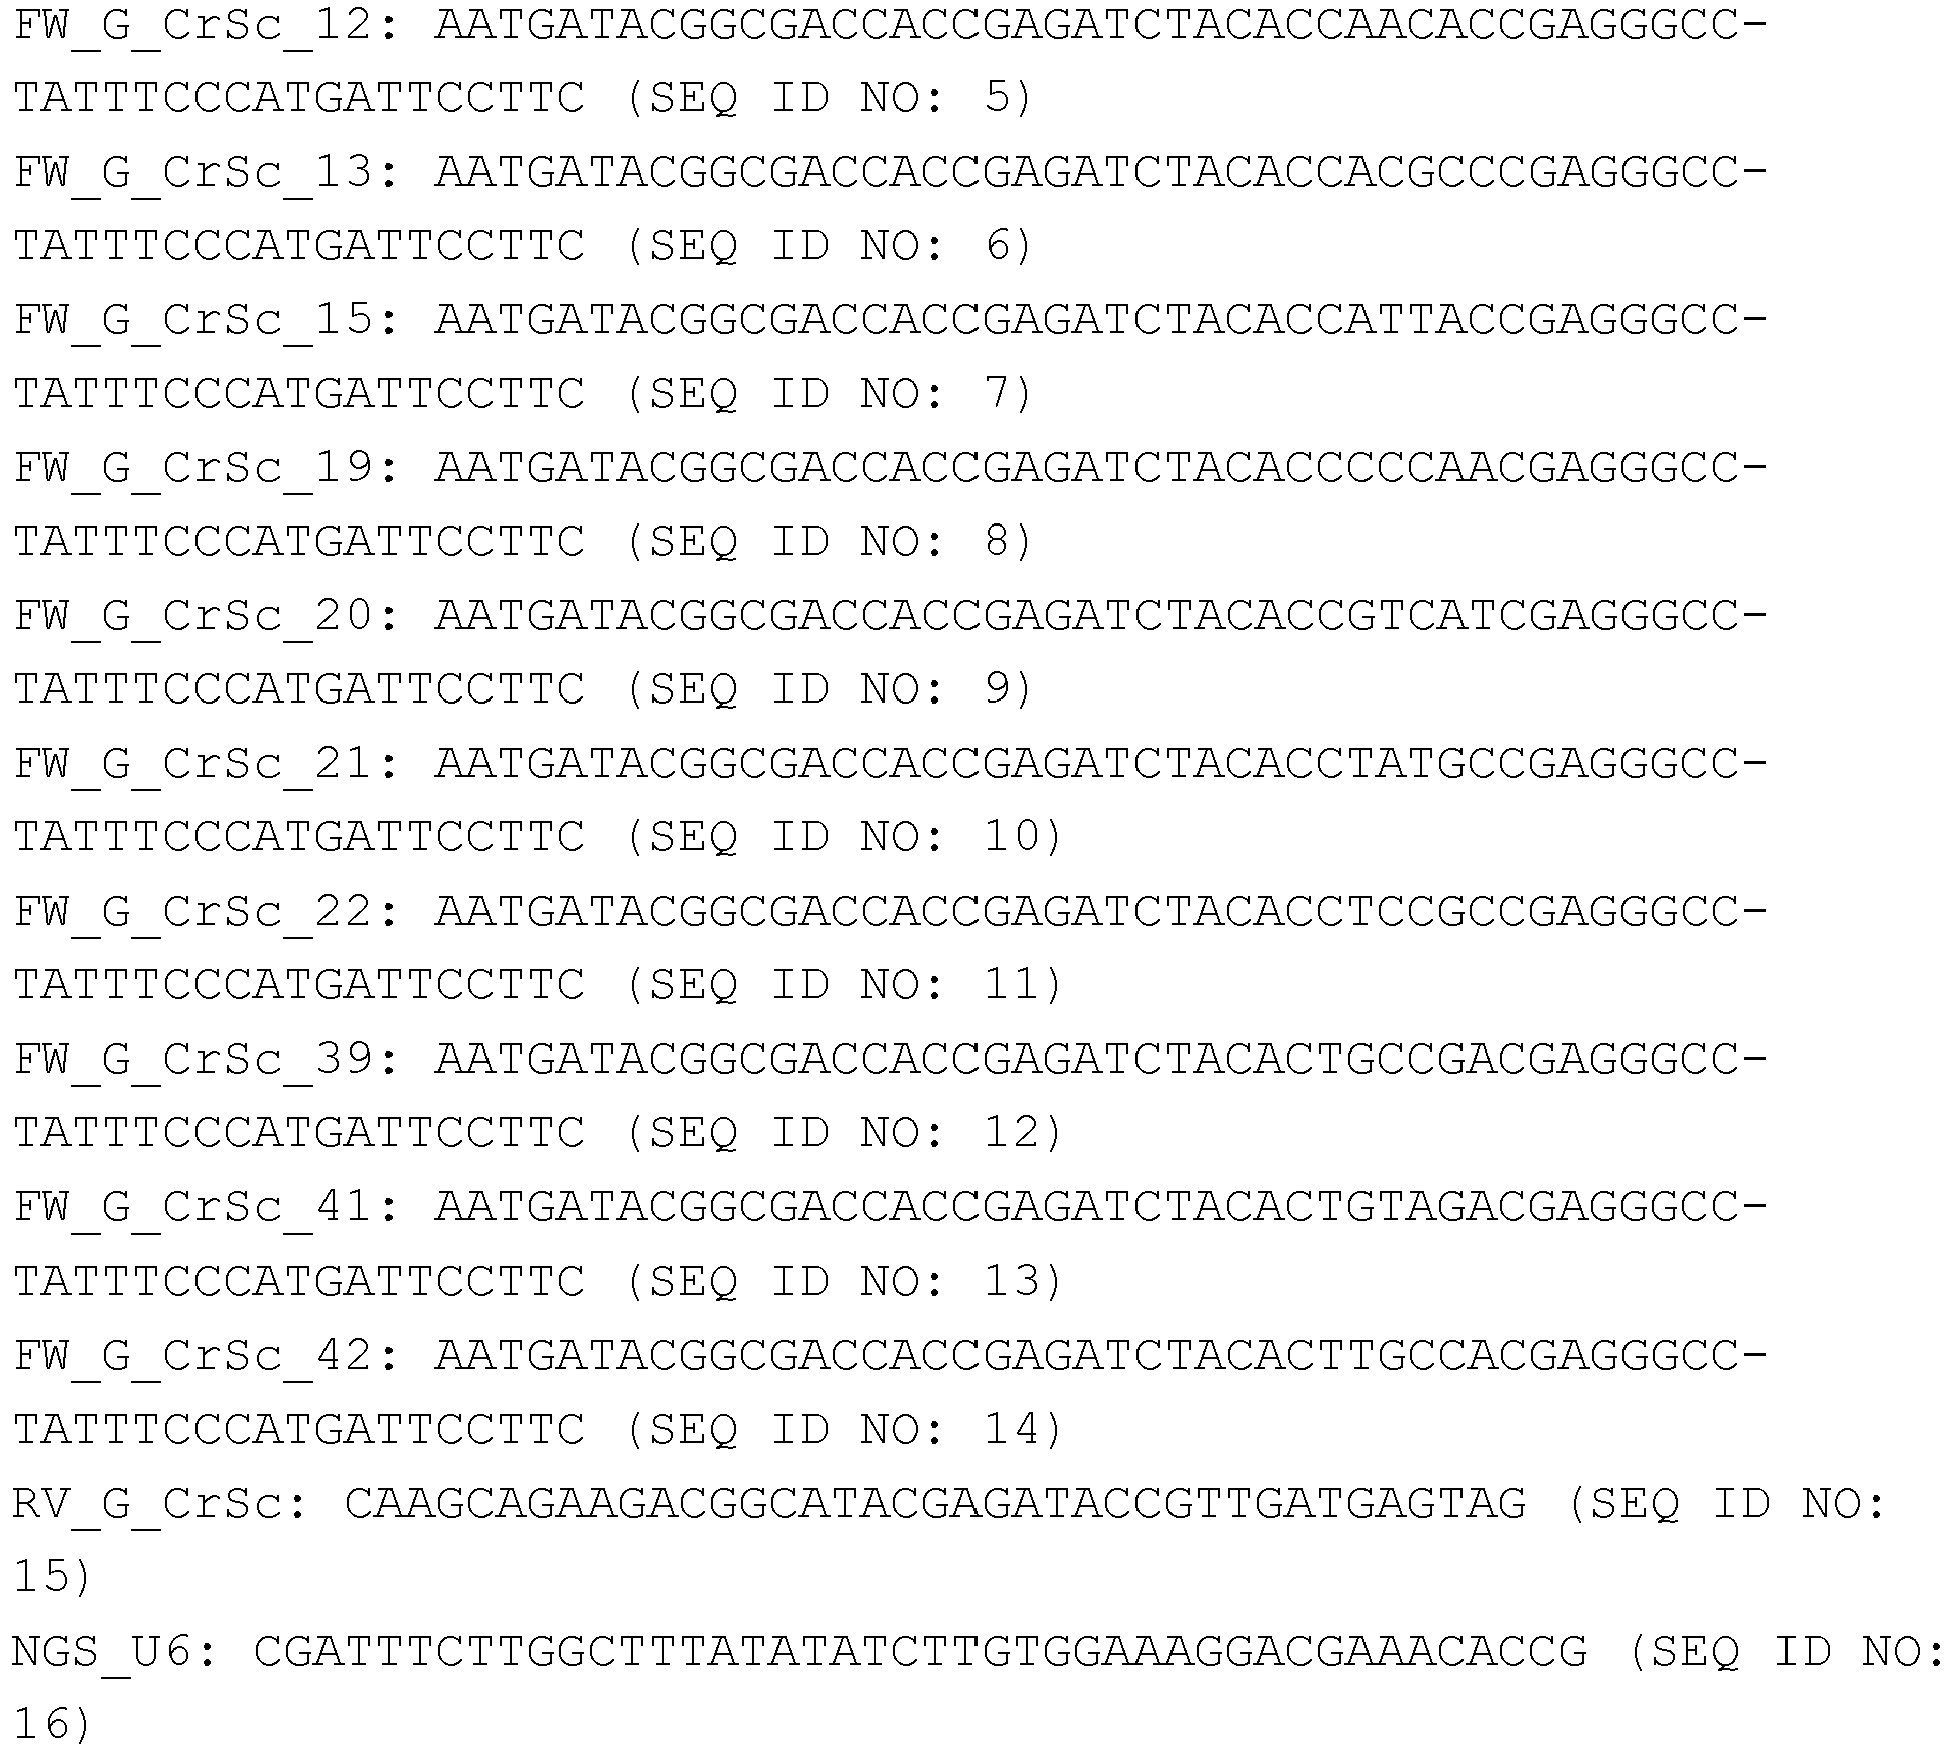 FW_G_CrSc_12: AATGATACGGCGACCACCGAGATCTACACCAACACCGAGGGCC-
TATTTCCCATGATTCCTTC (SEQ ID NO: 5)
FW_G_CrSc_13: AATGATACGGCGACCACCGAGATCTACACCACGCCCGAGGGCC-
TATTTCCCATGATTCCTTC (SEQ ID NO: 6)
FW_G_CrSc_15: AATGATACGGCGACCACCGAGATCTACACCATTACCGAGGGCC-
TATTTCCCATGATTCCTTC (SEQ ID NO: 7)
FW_G_CrSc_19: AATGATACGGCGACCACCGAGATCTACACCCCCAACGAGGGCC-
TATTTCCCATGATTCCTTC (SEQ ID NO: 8)
FW_G_CrSc_20: AATGATACGGCGACCACCGAGATCTACACCGTCATCGAGGGCC-
TATTTCCCATGATTCCTTC (SEQ ID NO: 9)
FW_G_CrSc_21: AATGATACGGCGACCACCGAGATCTACACCTATGCCGAGGGCC-
TATTTCCCATGATTCCTTC (SEQ ID NO: 10)
FW_G_CrSc_22: AATGATACGGCGACCACCGAGATCTACACCTCCGCCGAGGGCC-
TATTTCCCATGATTCCTTC (SEQ ID NO: 11)
FW_G_CrSc_39: AATGATACGGCGACCACCGAGATCTACACTGCCGACGAGGGCC-
TATTTCCCATGATTCCTTC (SEQ ID NO: 12)
FW_G_CrSc_41: AATGATACGGCGACCACCGAGATCTACACTGTAGACGAGGGCC-
TATTTCCCATGATTCCTTC (SEQ ID NO: 13)
FW_G_CrSc_42: AATGATACGGCGACCACCGAGATCTACACTTGCCACGAGGGCC-
TATTTCCCATGATTCCTTC (SEQ ID NO: 14)
RV_G_CrSc: CAAGCAGAAGACGGCATACGAGATACCGTTGATGAGTAG (SEQ ID NO:
15)
NGS_U6: CGATTTCTTGGCTTTATATATCTTGTGGAAAGGACGAAACACCG (SEQ ID NO:
16)